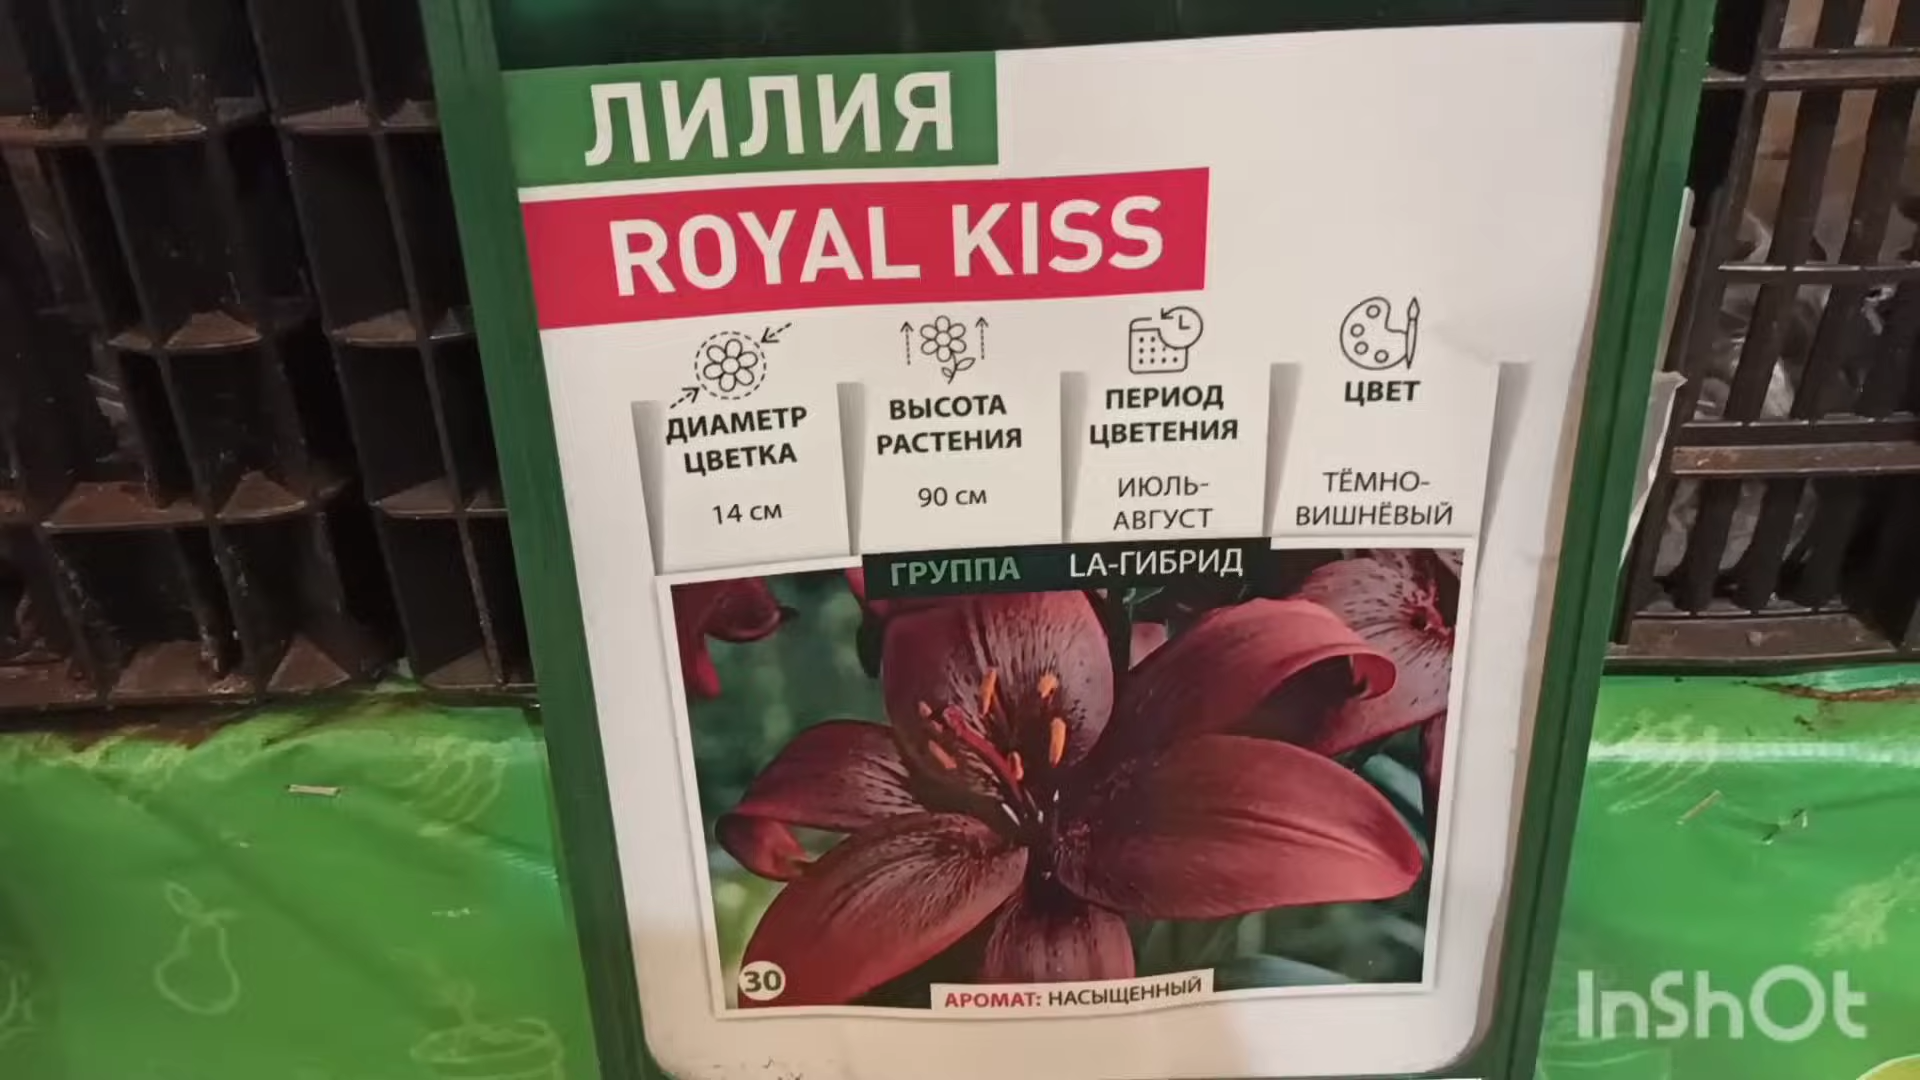 ЛИЛИЯ
ROYAL KISS
ДИАМЕТР
ЦВЕТКА
14 см
ВЫСОТА
РАСТЕНИЯ
90 см
ПЕРИОД
ЦВЕТЕНИЯ
ИЮЛЬ-
АВГУСТ
ЦВЕТ
ТЁМНО-
ВИШНЁВЫЙ
ГРУППА LA-ГИБРИД
30
АРОМАТ: НАСЫЩЕННЫЙ
InShOt